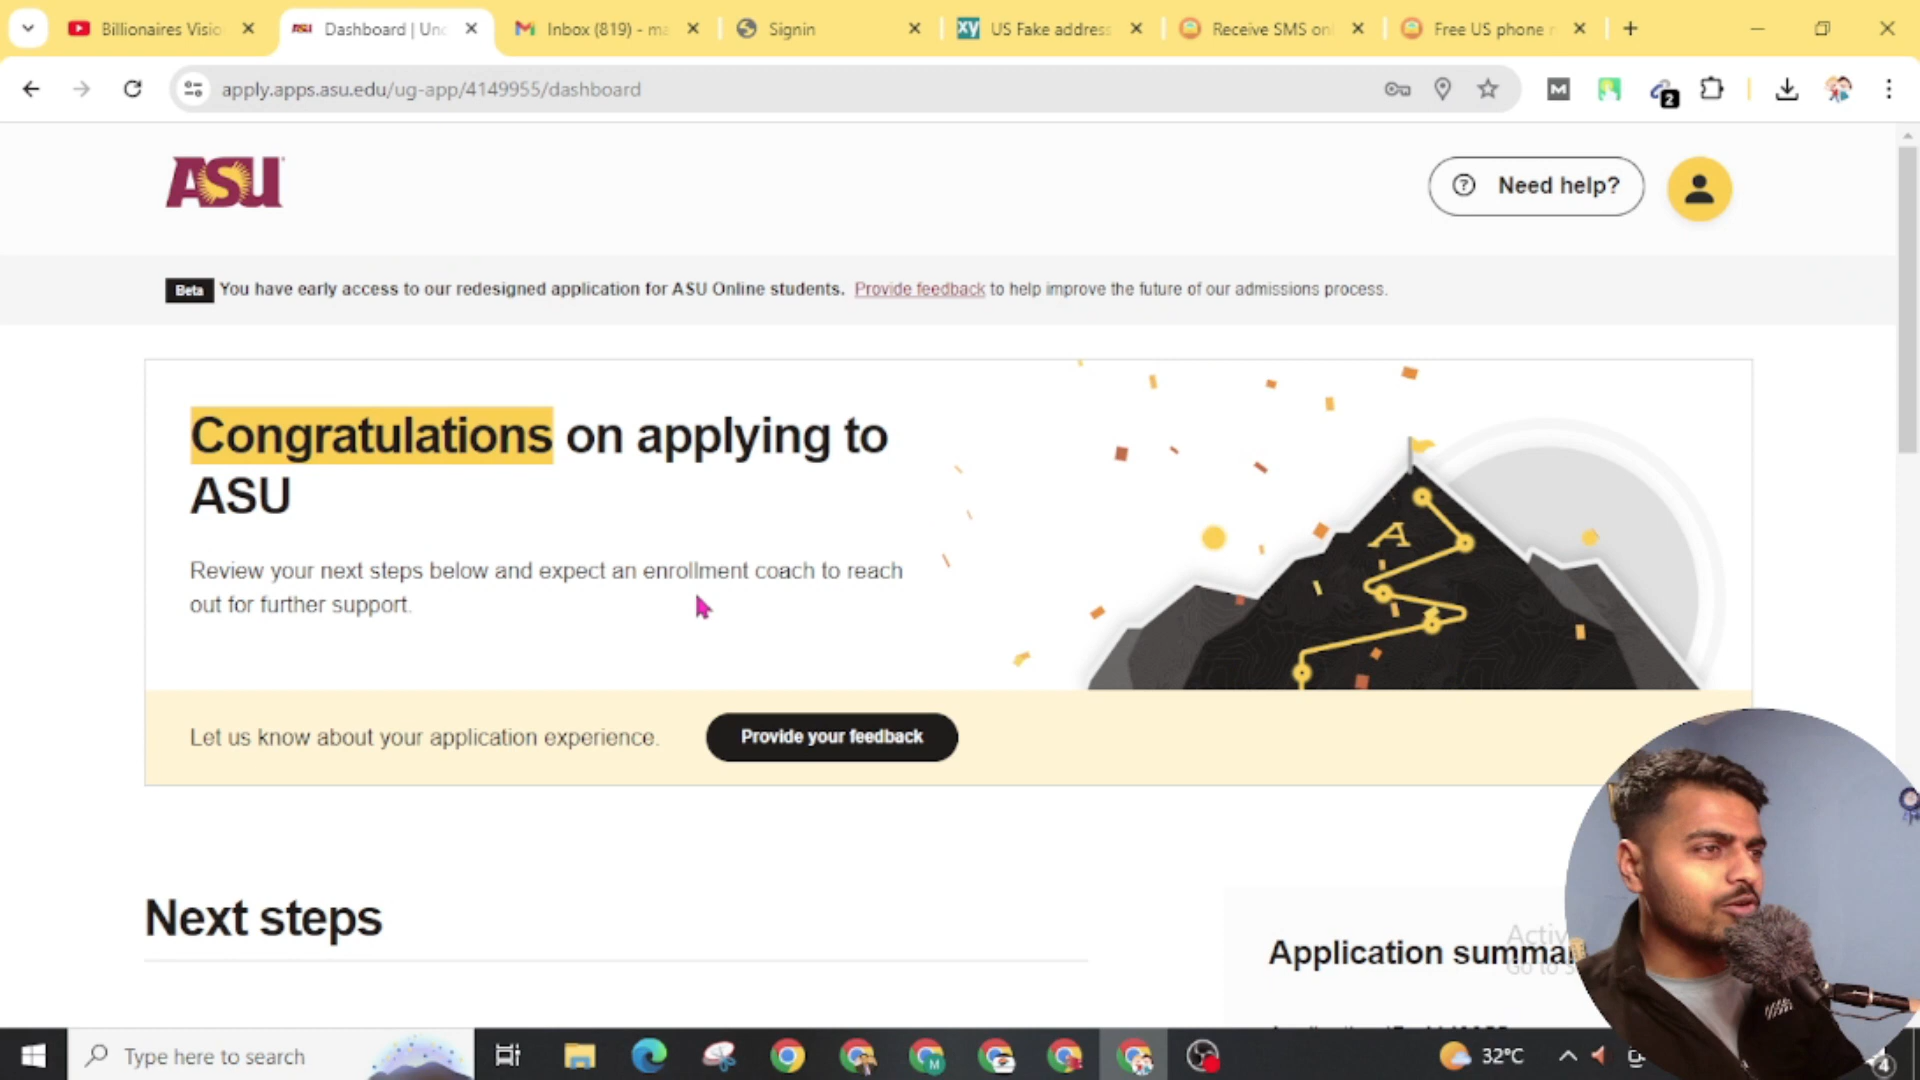 Billionaires Visio
Dashboard | Unc
Inbox (819) - ma
Signin
xy US Fake address
Receive SMS onl
Free US phone n
apply.apps.asu.edu/ug-app/4149955/dashboard
2
ASU
Need help?
Beta You have early access to our redesigned application for ASU Online students. Provide feedback to help improve the future of our admissions process.
Congratulations on applying to
ASU
Review your next steps below and expect an enrollment coach to reach
out for further support.
A
Let us know about your application experience.
Provide your feedback
Next steps
Application summa
Type here to search
32°C
4